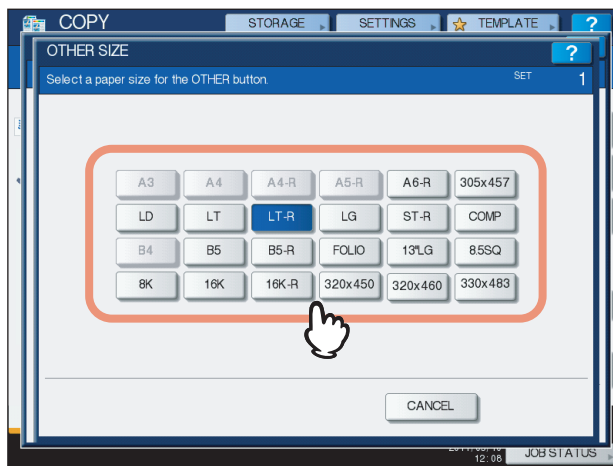 COPY STORAGE SETTINGS TEMPLATE ?
OTHER SIZE ?
Select a paper size for the OTHER button. SET 1
A3 A4 A4-R A5-R A6-R 305x457
LD LT LT-R LG ST-R COMP
B4 B5 B5-R FOLIO 13"LG 8.5SQ
8K 16K 16K-R 320x450 320x460 330x483
CANCEL
12:06 JOB STATUS